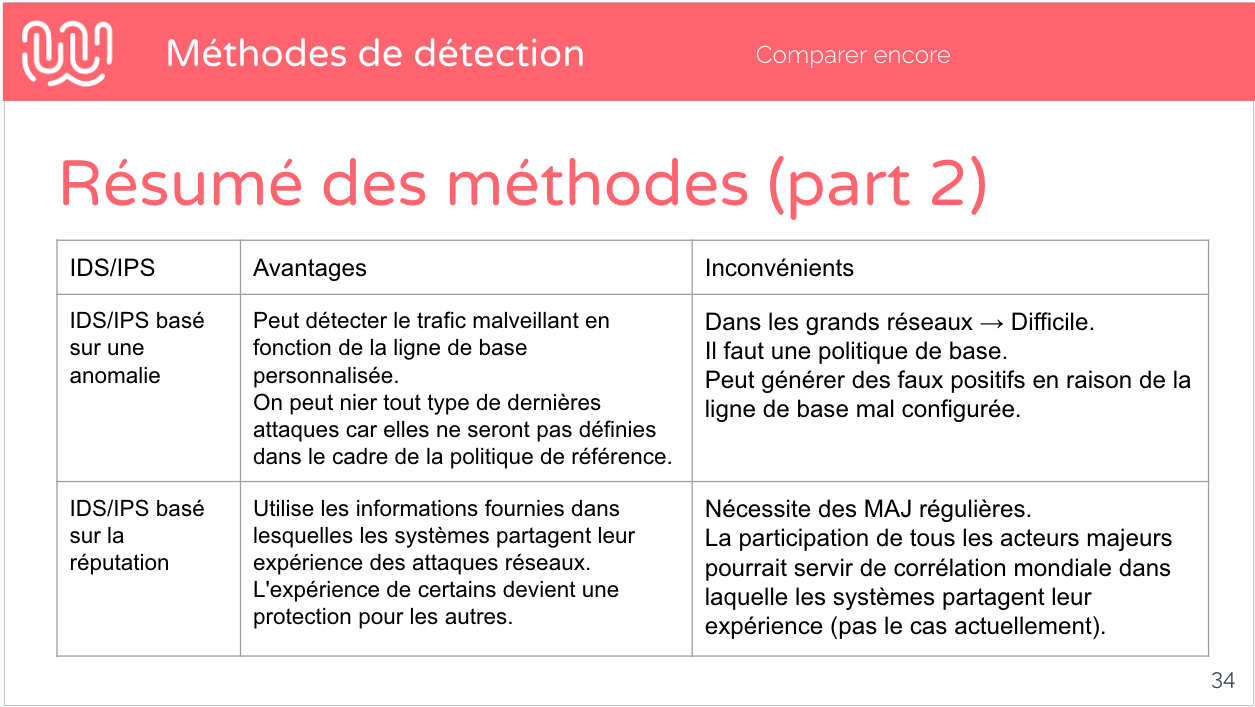 Méthodes de détection
Comparer encore
Résumé des méthodes (part 2)
IDS/IPS
Avantages
Inconvénients
IDS/IPS basé
sur une
anomalie
Peut détecter le trafic malveillant en
fonction de la ligne de base
personnalisée.
On peut nier tout type de dernières
attaques car elles ne seront pas définies
dans le cadre de la politique de référence.
Dans les grands réseaux → Difficile.
Il faut une politique de base.
Peut générer des faux positifs en raison de la
ligne de base mal configurée.
IDS/IPS basé
sur la
réputation
Utilise les informations fournies dans
lesquelles les systèmes partagent leur
expérience des attaques réseaux.
L'expérience de certains devient une
protection pour les autres.
Nécessite des MAJ régulières.
La participation de tous les acteurs majeurs
pourrait servir de corrélation mondiale dans
laquelle les systèmes partagent leur
expérience (pas le cas actuellement).
34